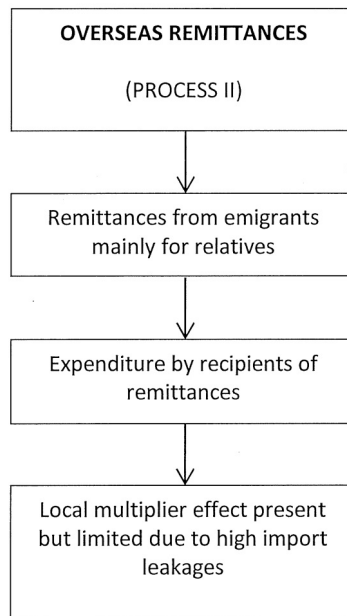 OVERSEAS REMITTANCES
(PROCESS II)
Remittances from emigrants
mainly for relatives
Expenditure by recipients of
remittances
Local multiplier effect present
but limited due to high import
leakages